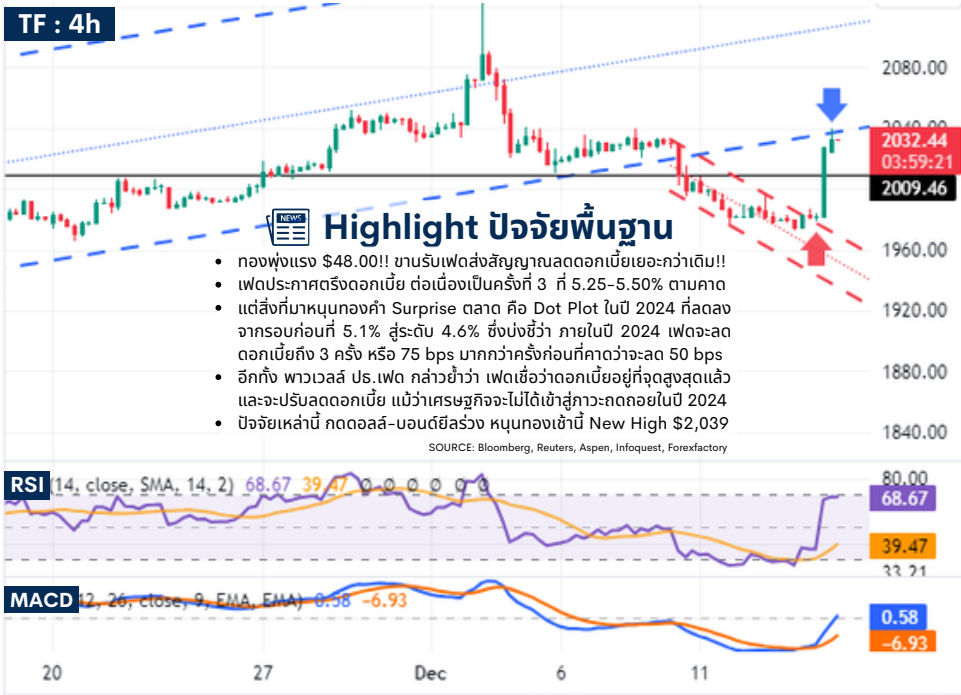 TF : 4h
2080.00
2040.00
2032.44
03:59:21
2009.46
1960.00
1920.00
1880.00
1840.00
NEWS
Highlight ปัจจัยพื้นฐาน
• ทองพุ่งแรง $48.00!! ขานรับเฟดส่งสัญญาณลดดอกเบี้ยเยอะกว่าเดิม!!
• เฟดประกาศตรึงดอกเบี้ย ต่อเนื่องเป็นครั้งที่ 3 ที่ 5.25-5.50% ตามคาด
• แต่สิ่งที่มาหนุนทองคำ Surprise ตลาด คือ Dot Plot ในปี 2024 ที่ลดลง
จากรอบก่อนที่ 5.1% สู่ระดับ 4.6% ซึ่งบ่งชี้ว่า ภายในปี 2024 เฟดจะลด
ดอกเบี้ยถึง 3 ครั้ง หรือ 75 bps มากกว่าครั้งก่อนที่คาดว่าจะลด 50 bps
• อีกทั้ง พาวเวลล์ ปธ.เฟด กล่าวย้ำว่า เฟดเชื่อว่าดอกเบี้ยอยู่ที่จุดสูงสุดแล้ว
และจะปรับลดดอกเบี้ย แม้ว่าเศรษฐกิจจะไม่ได้เข้าสู่ภาวะถดถอยในปี 2024
• ปัจจัยเหล่านี้ กดดอลล์-บอนด์ยีลร่วง หนุนทองเช้านี้ New High $2,039
SOURCE: Bloomberg, Reuters, Aspen, Infoquest, Forexfactory
RSI (14, close, SMA, 14, 2) 68.67 39.47 0 0 0 0 0 0
80.00
68.67
39.47
33.21
MACD 12, 26, close, 9, EMA, EMA) 0.58 -6.93
0.58
-6.93
20 27 Dec 6 11